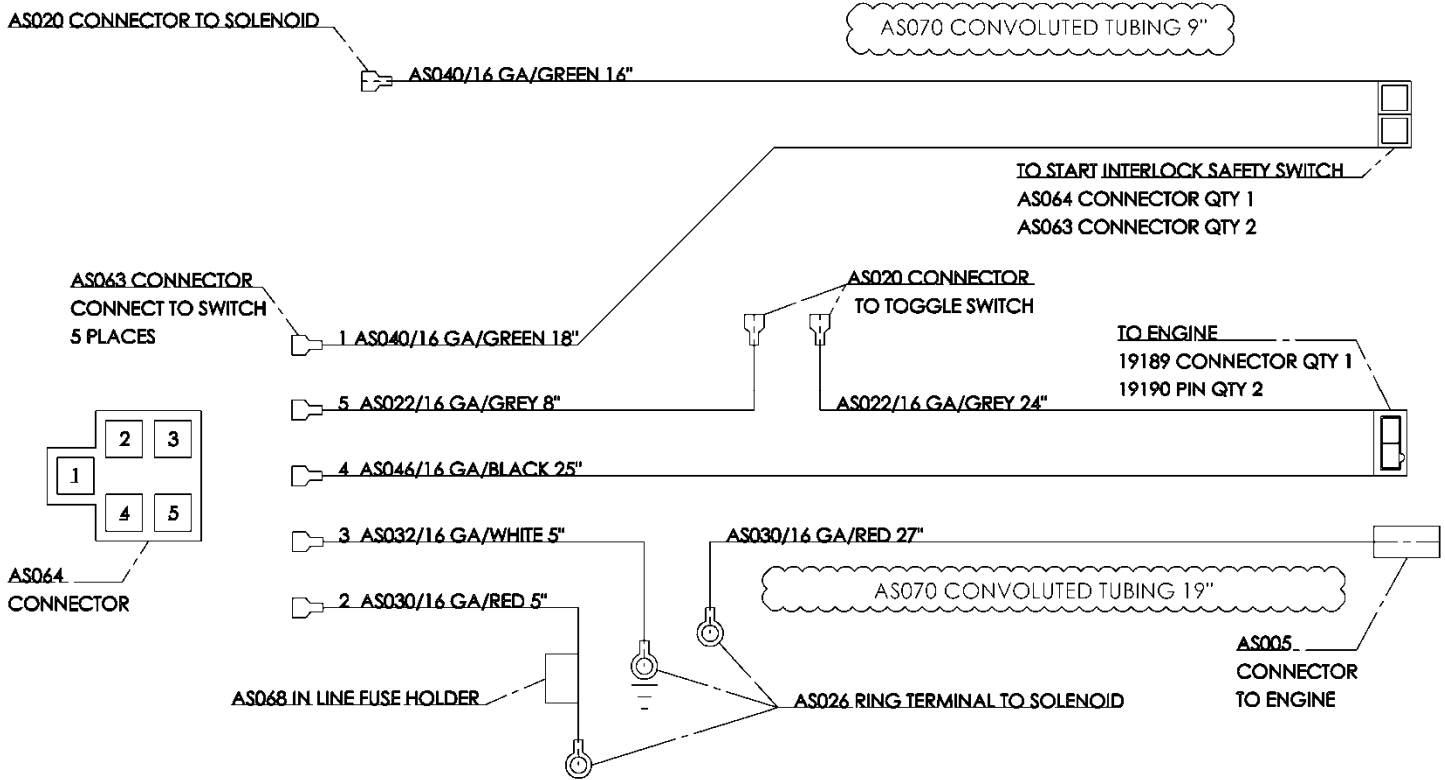 AS020 CONNECTOR TO SOLENOID
AS070 CONVOLUTED TUBING 9"
AS040/16 GA/GREEN 16"
TO START INTERLOCK SAFETY SWITCH
AS064 CONNECTOR QTY 1
AS063 CONNECTOR QTY 2
AS063 CONNECTOR
CONNECT TO SWITCH
5 PLACES
AS020 CONNECTOR
TO TOGGLE SWITCH
1 AS040/16 GA/GREEN 18"
TO ENGINE
19189 CONNECTOR QTY 1
19190 PIN QTY 2
5 AS022/16 GA/GREY 8"
AS022/16 GA/GREY 24"
2 3
1
4 5
4 AS046/16 GA/BLACK 25"
3 AS032/16 GA/WHITE 5"
AS030/16 GA/RED 27"
AS064
CONNECTOR
2 AS030/16 GA/RED 5"
AS070 CONVOLUTED TUBING 19"
AS005
CONNECTOR
TO ENGINE
AS068 IN LINE FUSE HOLDER
AS026 RING TERMINAL TO SOLENOID